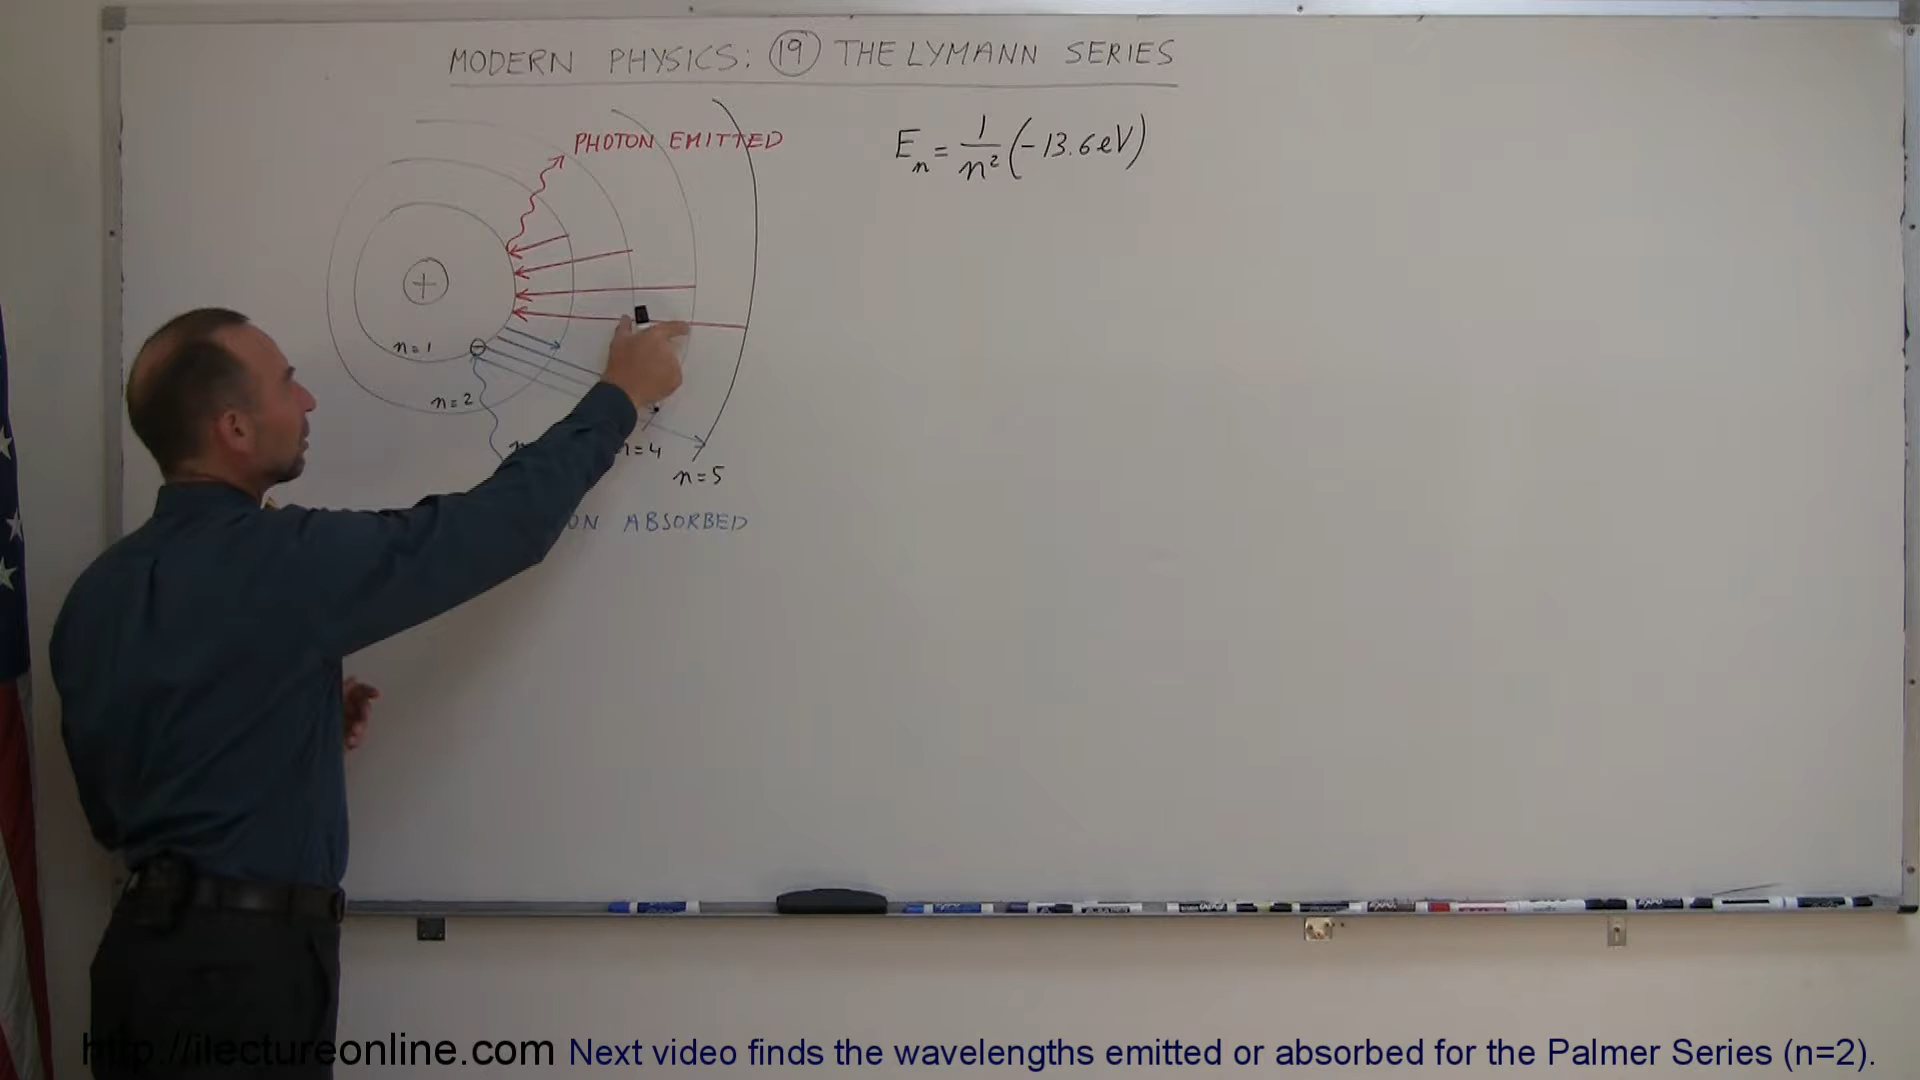 MODERN PHYSICS: 19 THE LYMANN SERIES
PHOTON EMITTED
E_n = 1/n² (-13.6eV)
+
n=1
n=2
n=4
n=5
ON ABSORBED
http://ilectureonline.com Next video finds the wavelengths emitted or absorbed for the Palmer Series (n=2).